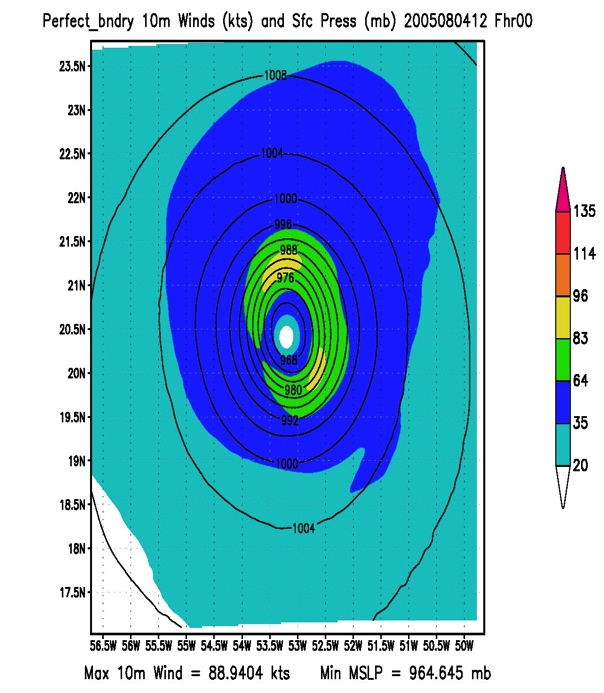 Perfect_bndry 10m Winds (kts) and Sfc Press (mb) 2005080412 Fhr00
23.5N
23N
22.5N
22N
21.5N
21N
20.5N
20N
19.5N
19N
18.5N
18N
17.5N
1008
1004
1000
996
988
976
968
980
992
1000
1004
135
114
96
83
64
35
20
56.5W 56W 55.5W 55W 54.5W 54W 53.5W 53W 52.5W 52W 51.5W 51W 50.5W 50W
Max 10m Wind = 88.9404 kts Min MSLP = 964.645 mb